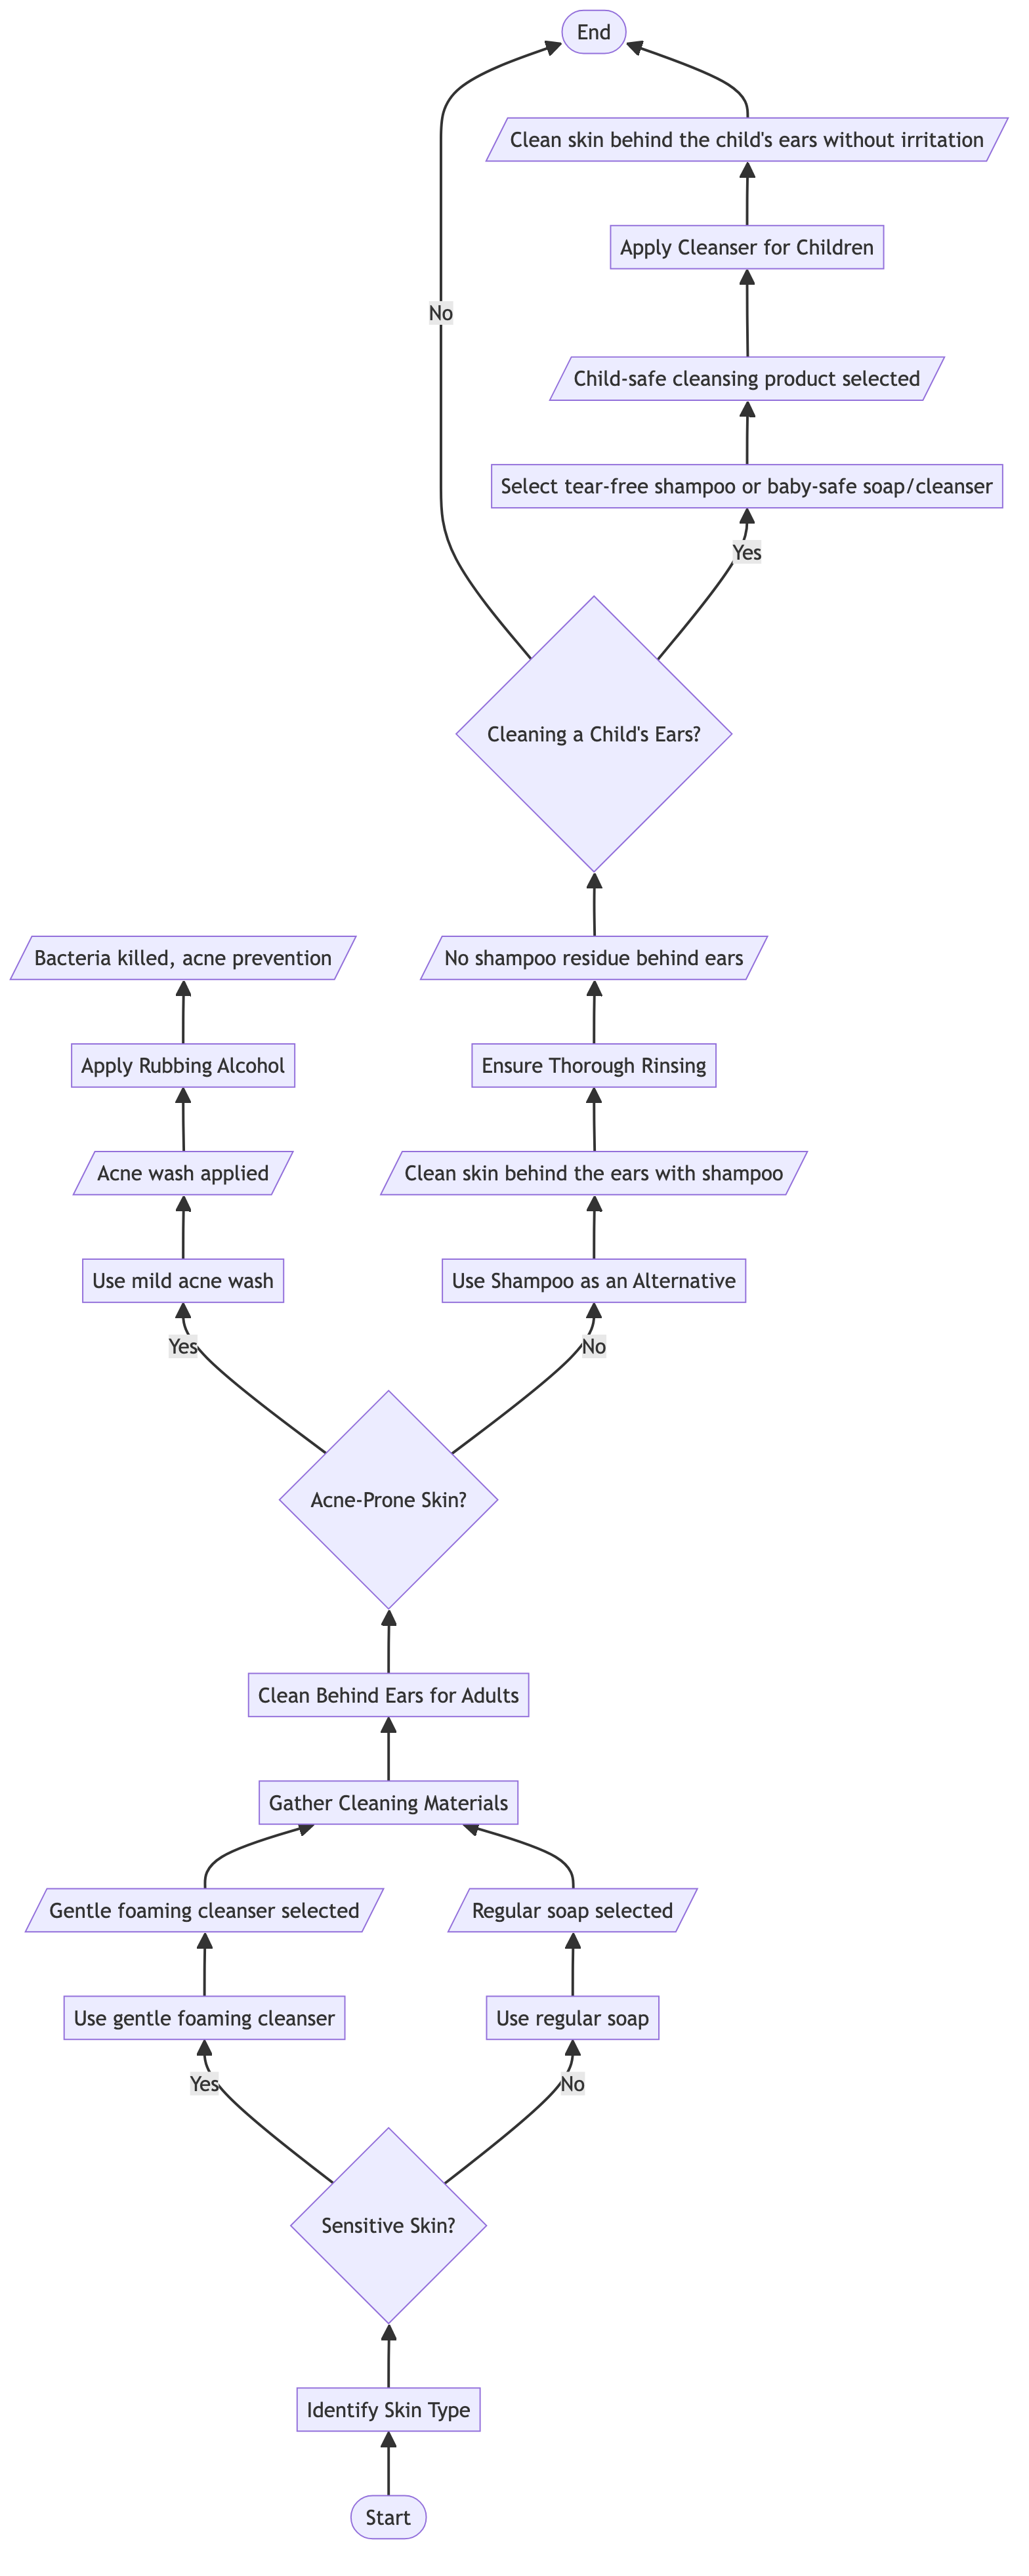 End
Clean skin behind the child's ears without irritation
Apply Cleanser for Children
No
Child-safe cleansing product selected
Select tear-free shampoo or baby-safe soap/cleanser
Yes
Cleaning a Child's Ears?
Bacteria killed, acne prevention
No shampoo residue behind ears
Apply Rubbing Alcohol
Ensure Thorough Rinsing
Acne wash applied
Clean skin behind the ears with shampoo
Use mild acne wash
Use Shampoo as an Alternative
Yes
No
Acne-Prone Skin?
Clean Behind Ears for Adults
Gather Cleaning Materials
Gentle foaming cleanser selected
Regular soap selected
Use gentle foaming cleanser
Use regular soap
Yes
No
Sensitive Skin?
Identify Skin Type
Start